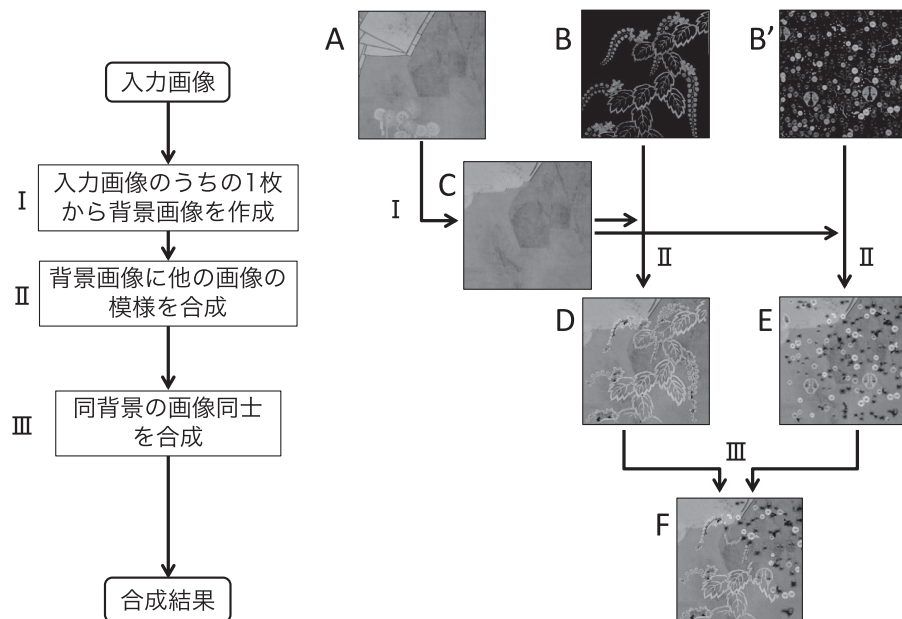 入力画像
I
入力画像のうちの1枚
から背景画像を作成
II
背景画像に他の画像の
模様を合成
III
同背景の画像同士
を合成
合成結果
A
B
B’
I
C
II
II
D
E
III
F